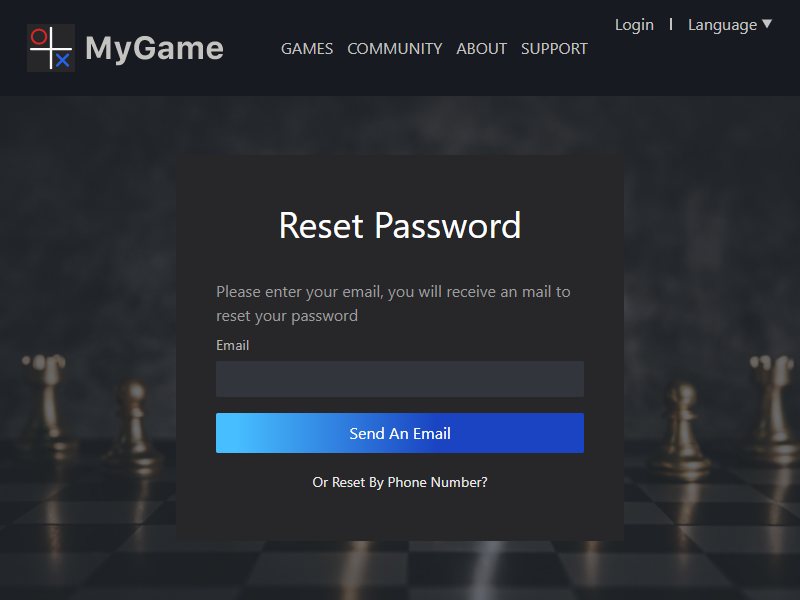 MyGame
GAMES COMMUNITY ABOUT SUPPORT
Login | Language ▼
Reset Password
Please enter your email, you will receive an mail to
reset your password
Email
Send An Email
Or Reset By Phone Number?